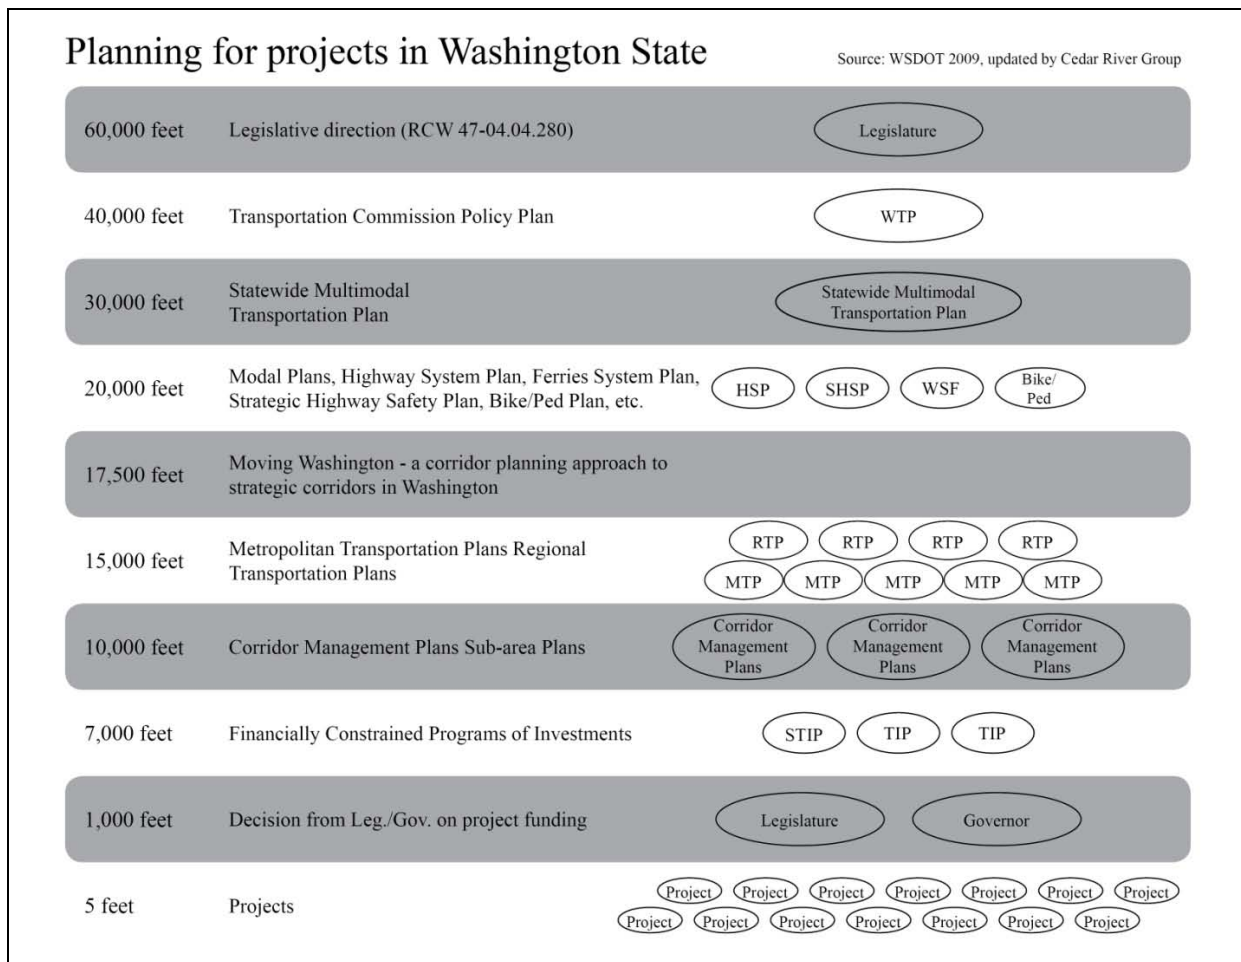 Planning for projects in Washington State
Source: WSDOT 2009, updated by Cedar River Group
60,000 feet Legislative direction (RCW 47-04.04.280) Legislature
40,000 feet Transportation Commission Policy Plan WTP
30,000 feet Statewide Multimodal
Transportation Plan
Statewide Multimodal
Transportation Plan
20,000 feet Modal Plans, Highway System Plan, Ferries System Plan,
Strategic Highway Safety Plan, Bike/Ped Plan, etc.
HSP SHSP WSF Bike/
Ped
17,500 feet Moving Washington - a corridor planning approach to
strategic corridors in Washington
15,000 feet Metropolitan Transportation Plans Regional
Transportation Plans
RTP RTP RTP RTP
MTP MTP MTP MTP MTP
10,000 feet Corridor Management Plans Sub-area Plans
Corridor
Management
Plans
Corridor
Management
Plans
Corridor
Management
Plans
7,000 feet Financially Constrained Programs of Investments STIP TIP TIP
1,000 feet Decision from Leg./Gov. on project funding Legislature Governor
5 feet Projects
Project Project Project Project Project Project Project
Project Project Project Project Project Project Project